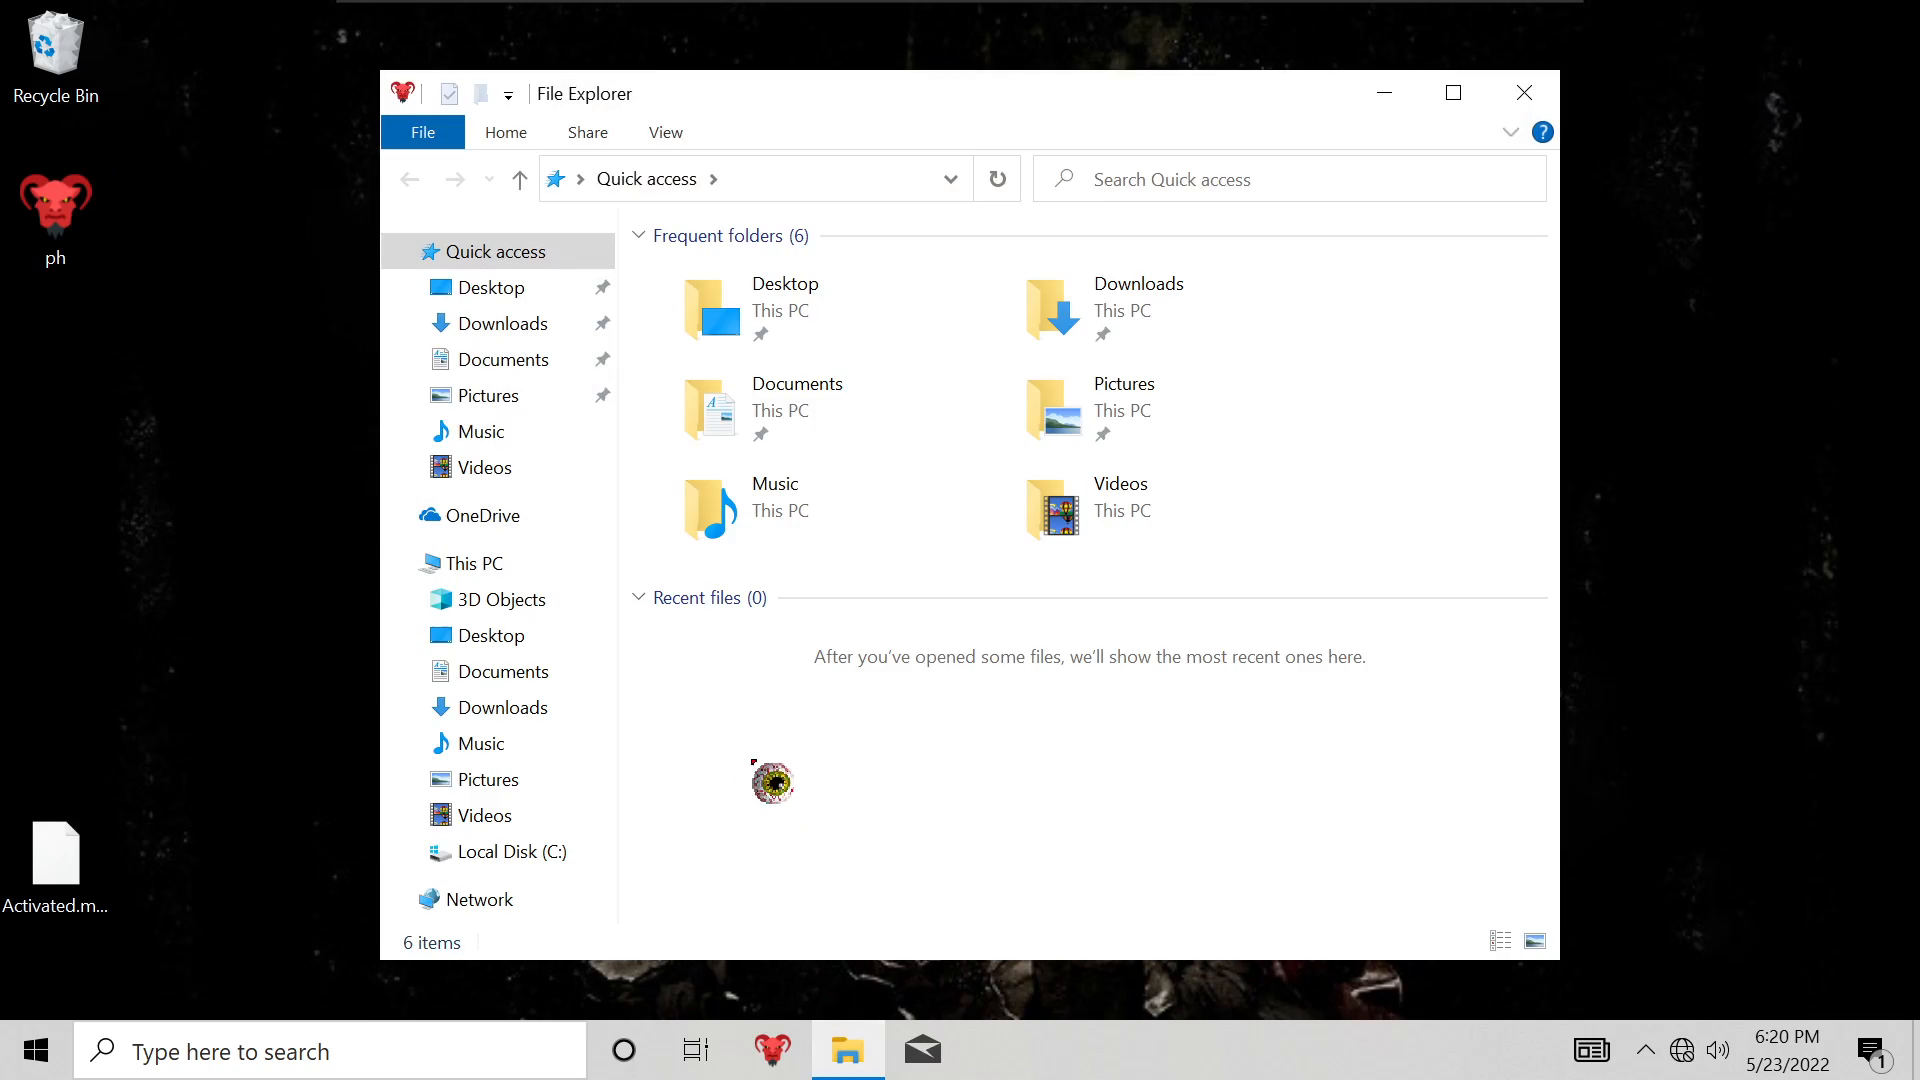 Recycle Bin
ph
Activated.m...
File Explorer
File
Home
Share
View
?
Quick access
Search Quick access
Quick access
Desktop
Downloads
Documents
Pictures
Music
Videos
OneDrive
This PC
3D Objects
Desktop
Documents
Downloads
Music
Pictures
Videos
Local Disk (C:)
Network
Frequent folders (6)
Desktop
This PC
Downloads
This PC
Documents
This PC
Pictures
This PC
Music
This PC
Videos
This PC
Recent files (0)
After you’ve opened some files, we’ll show the most recent ones here.
6 items
Type here to search
6:20 PM
5/23/2022
1